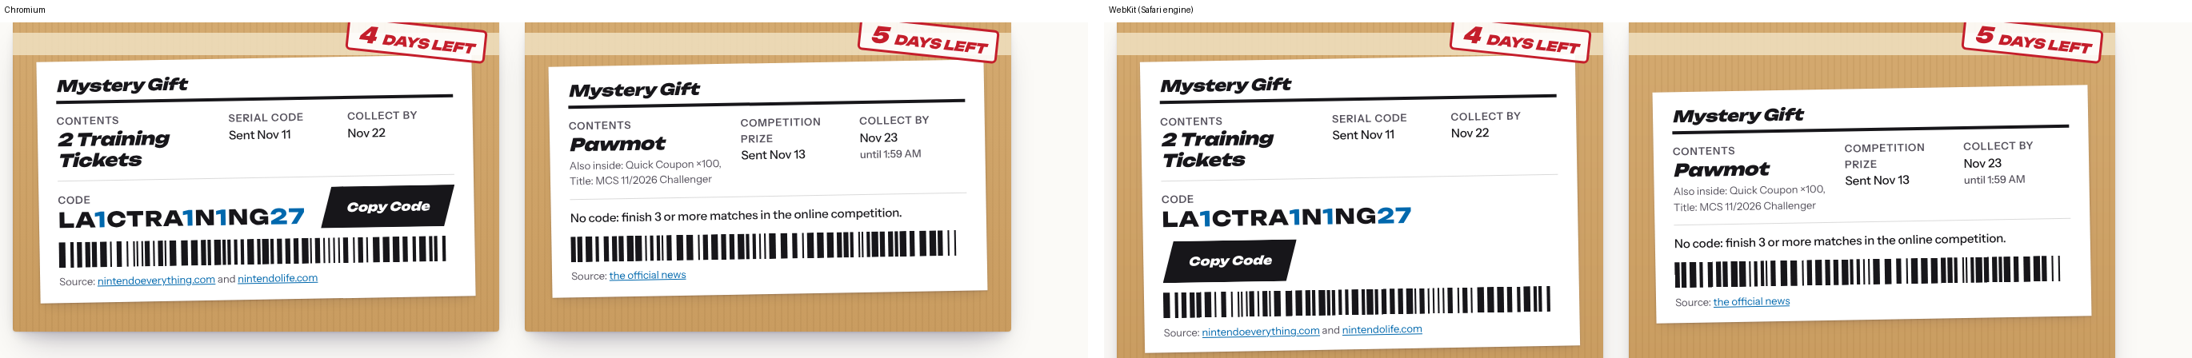 Chromium
4 DAYS LEFT
Mystery Gift
CONTENTS
2 Training
Tickets
SERIAL CODE
Sent Nov 11
COLLECT BY
Nov 22
CODE
LA1CTRA1N1NG27
Copy Code
Source: nintendoeverything.com and nintendolife.com
5 DAYS LEFT
Mystery Gift
CONTENTS
Pawmot
Also inside: Quick Coupon ×100,
Title: MCS 11/2026 Challenger
COMPETITION
PRIZE
Sent Nov 13
COLLECT BY
Nov 23
until 1:59 AM
No code: finish 3 or more matches in the online competition.
Source: the official news
WebKit (Safari engine)
4 DAYS LEFT
Mystery Gift
CONTENTS
2 Training
Tickets
SERIAL CODE
Sent Nov 11
COLLECT BY
Nov 22
CODE
LA1CTRA1N1NG27
Copy Code
Source: nintendoeverything.com and nintendolife.com
5 DAYS LEFT
Mystery Gift
CONTENTS
Pawmot
Also inside: Quick Coupon ×100,
Title: MCS 11/2026 Challenger
COMPETITION
PRIZE
Sent Nov 13
COLLECT BY
Nov 23
until 1:59 AM
No code: finish 3 or more matches in the online competition.
Source: the official news